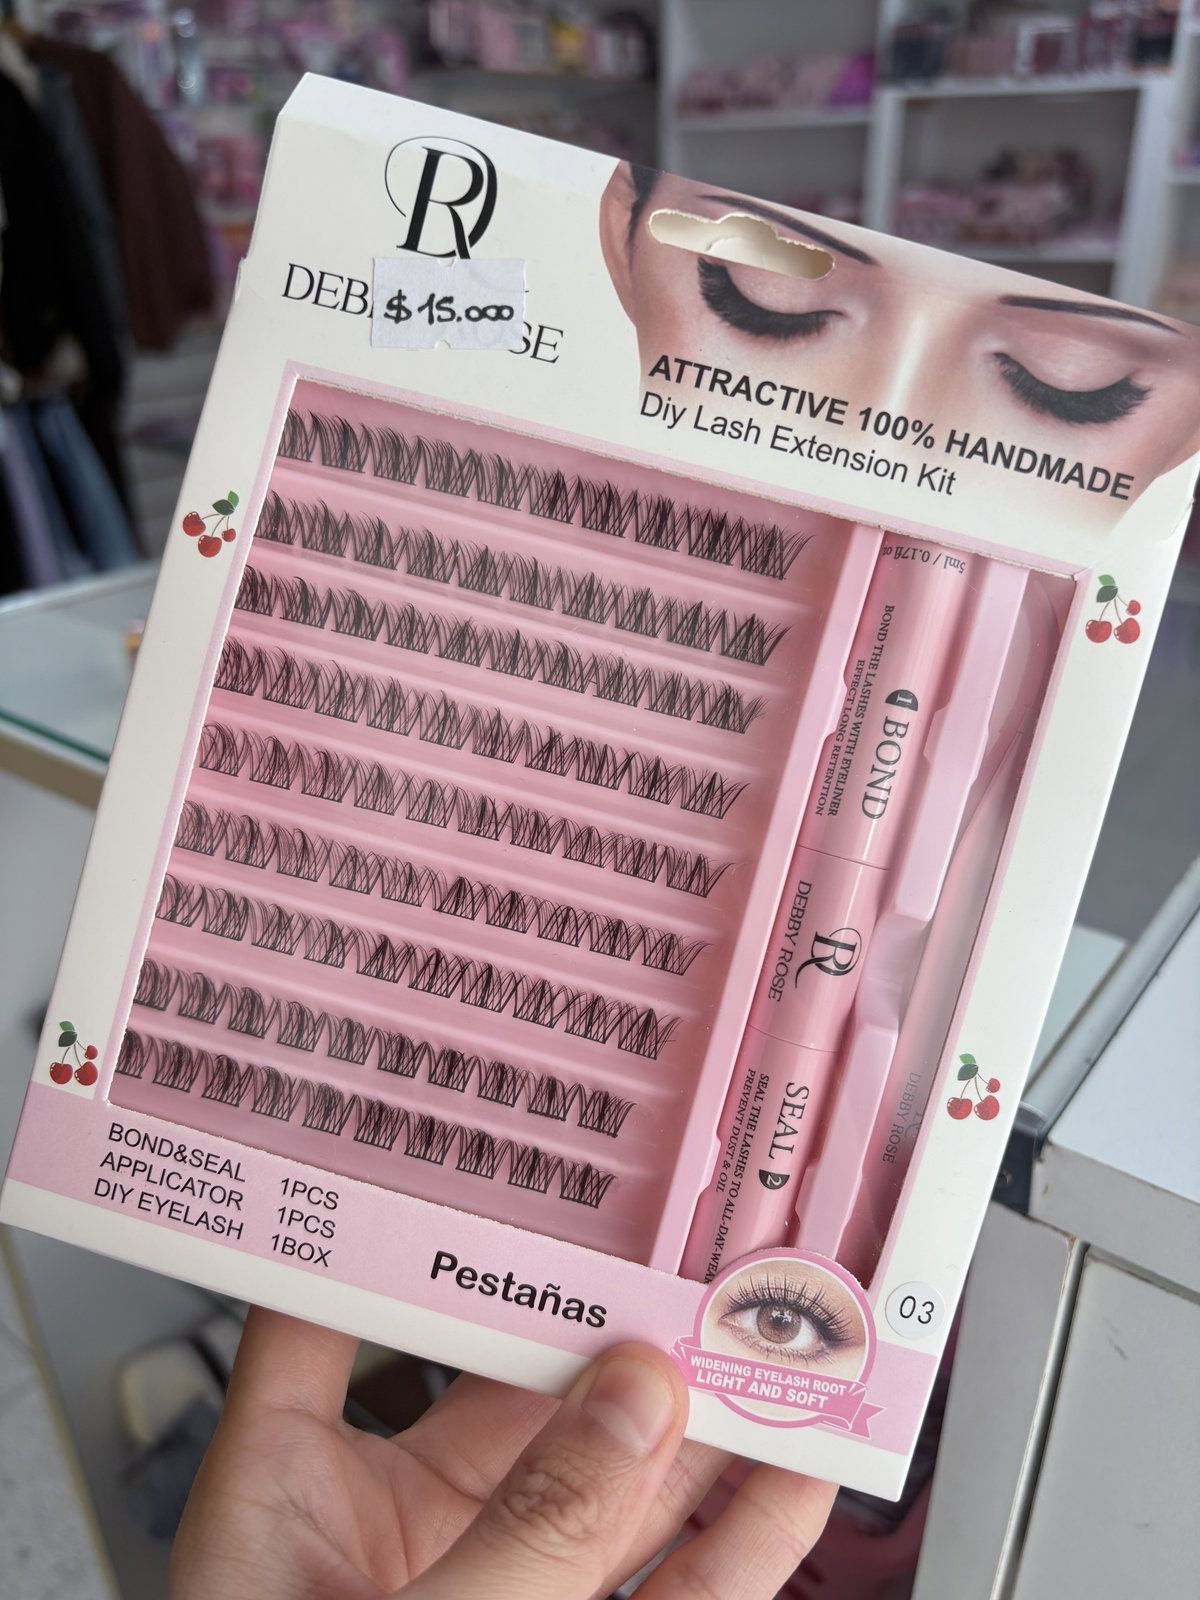 DR
DEBBY ROSE
$15.000
ATTRACTIVE 100% HANDMADE
Diy Lash Extension Kit
5ml / 0.17fl oz
1 BOND
BOND THE LASHES WITH EYELINER
EFFECT LONG RETENTION
DR
DEBBY ROSE
SEAL 2
SEAL THE LASHES TO ALL-DAY-WEAR
PREVENT DUST & OIL
DEBBY ROSE
BOND&SEAL 1PCS
APPLICATOR 1PCS
DIY EYELASH 1BOX
Pestañas
WIDENING EYELASH ROOT
LIGHT AND SOFT
03